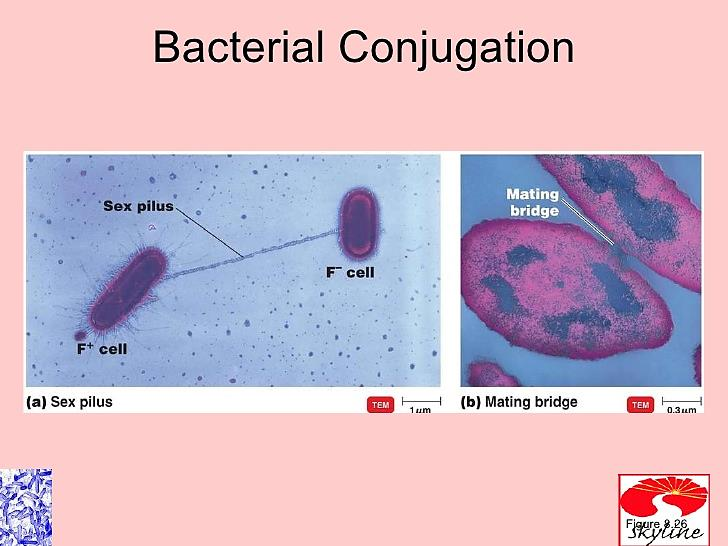 Bacterial Conjugation
Sex pilus
F– cell
F+ cell
Mating
bridge
(a) Sex pilus
TEM
1 μm
(b) Mating bridge
TEM
0.3 μm
Figure 8.26
skyline